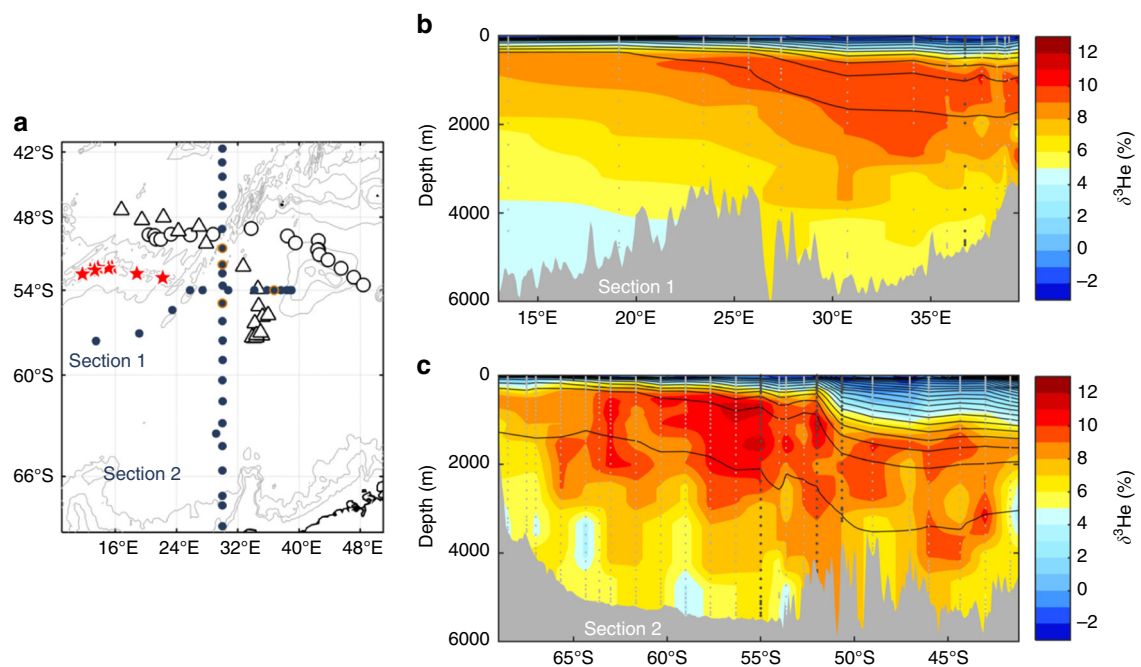 a
42°S
48°S
54°S
60°S
66°S
Section 1
Section 2
16°E 24°E 32°E 40°E 48°E
b
Depth (m)
0
2000
4000
6000
Section 1
15°E 20°E 25°E 30°E 35°E
12
10
8
6
4
2
0
−2
δ³He (%)
c
Depth (m)
0
2000
4000
6000
Section 2
65°S 60°S 55°S 50°S 45°S
12
10
8
6
4
2
0
−2
δ³He (%)